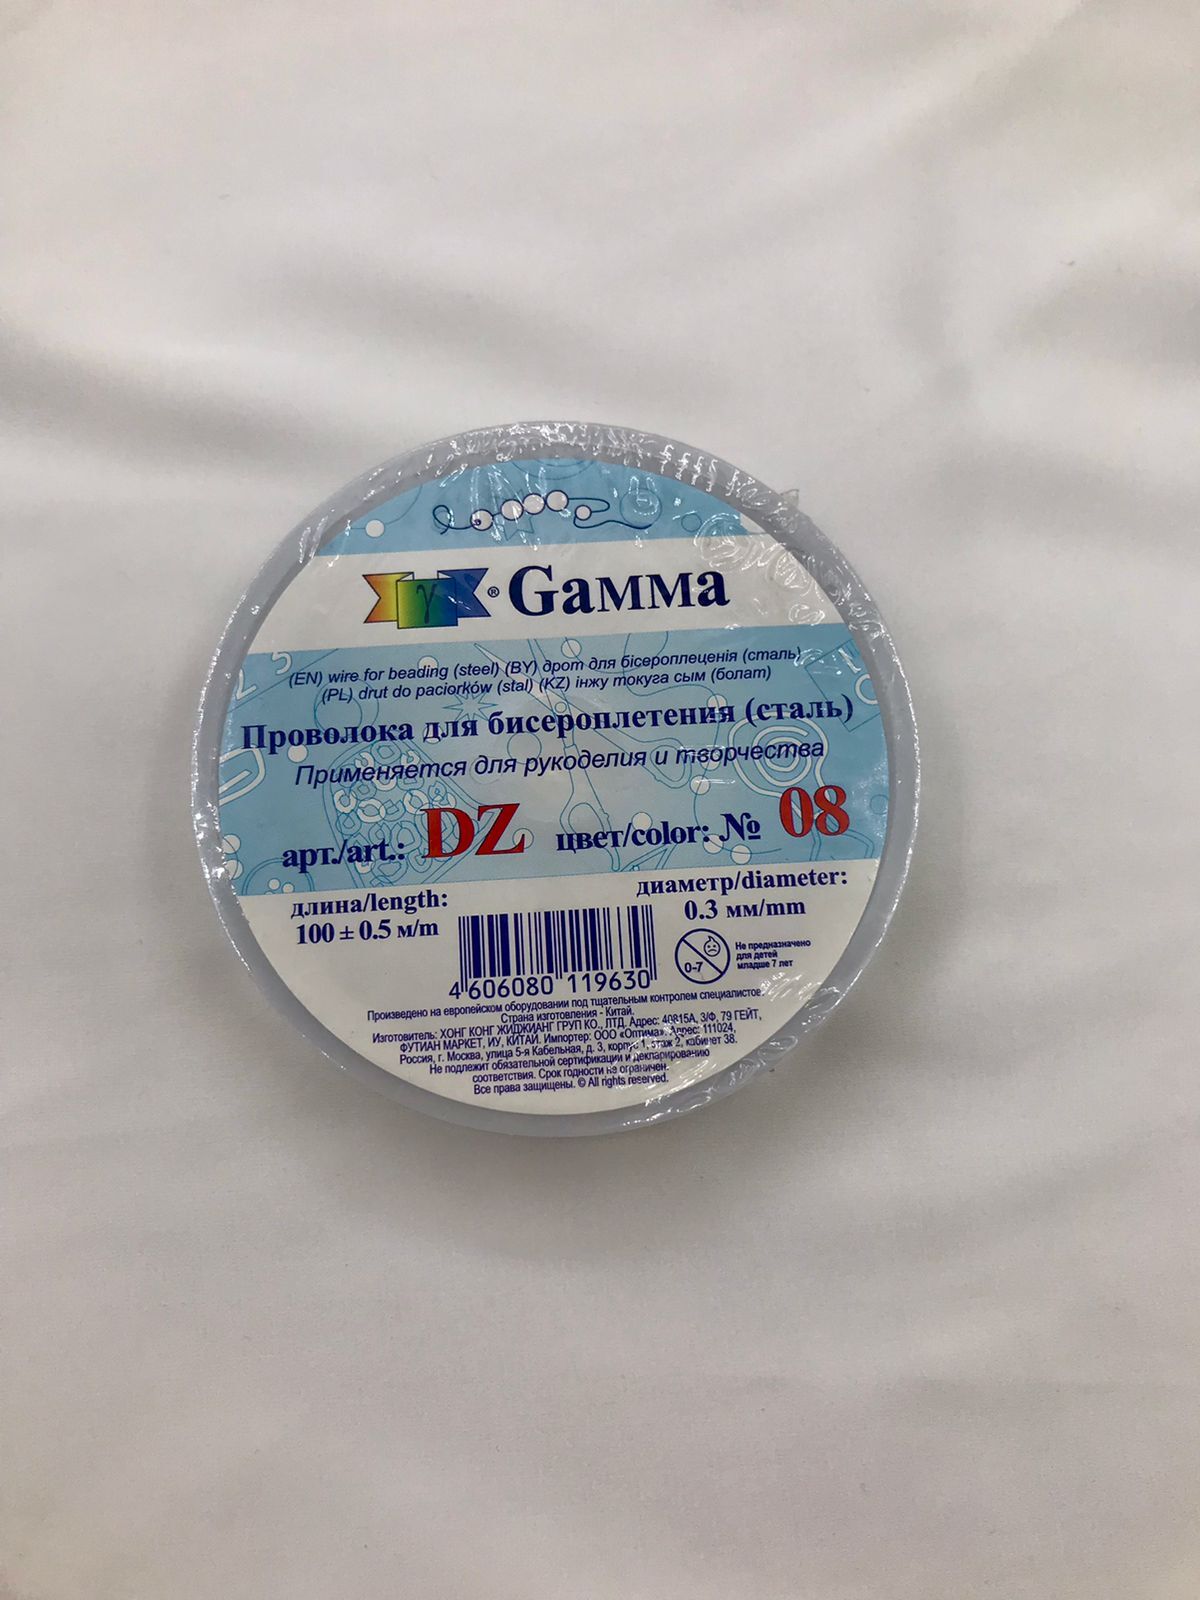 γ ® Gамма
(EN) wire for beading (steel) (BY) дрот для бісероплеценія (сталь)
(PL) drut do paciorków (stal) (KZ) інжу токуга сым (болат)
Проволока для бисероплетения (сталь)
Применяется для рукоделия и творчества
арт./art.: DZ цвет/color: № 08
длина/length:
100 ± 0.5 м/m
диаметр/diameter:
0.3 мм/mm
0-7
Не предназначено
для детей
младше 7 лет
4 606080 119630
Произведено на европейском оборудовании под тщательным контролем специалистов.
Страна изготовления - Китай.
Изготовитель: ХОНГ КОНГ ЖИДЖИАНГ ГРУП КО., ЛТД. Адрес: 40815А, 3/Ф, 79 ГЕЙТ,
ФУТИАН МАРКЕТ, ИУ, КИТАЙ. Импортер: ООО «Оптима». Адрес: 111024,
Россия, г. Москва, улица 5-я Кабельная, д. 3, корпус 1, этаж 2, кабинет 38.
Не подлежит обязательной сертификации и декларированию
соответствия. Срок годности не ограничен.
Все права защищены. © All rights reserved.